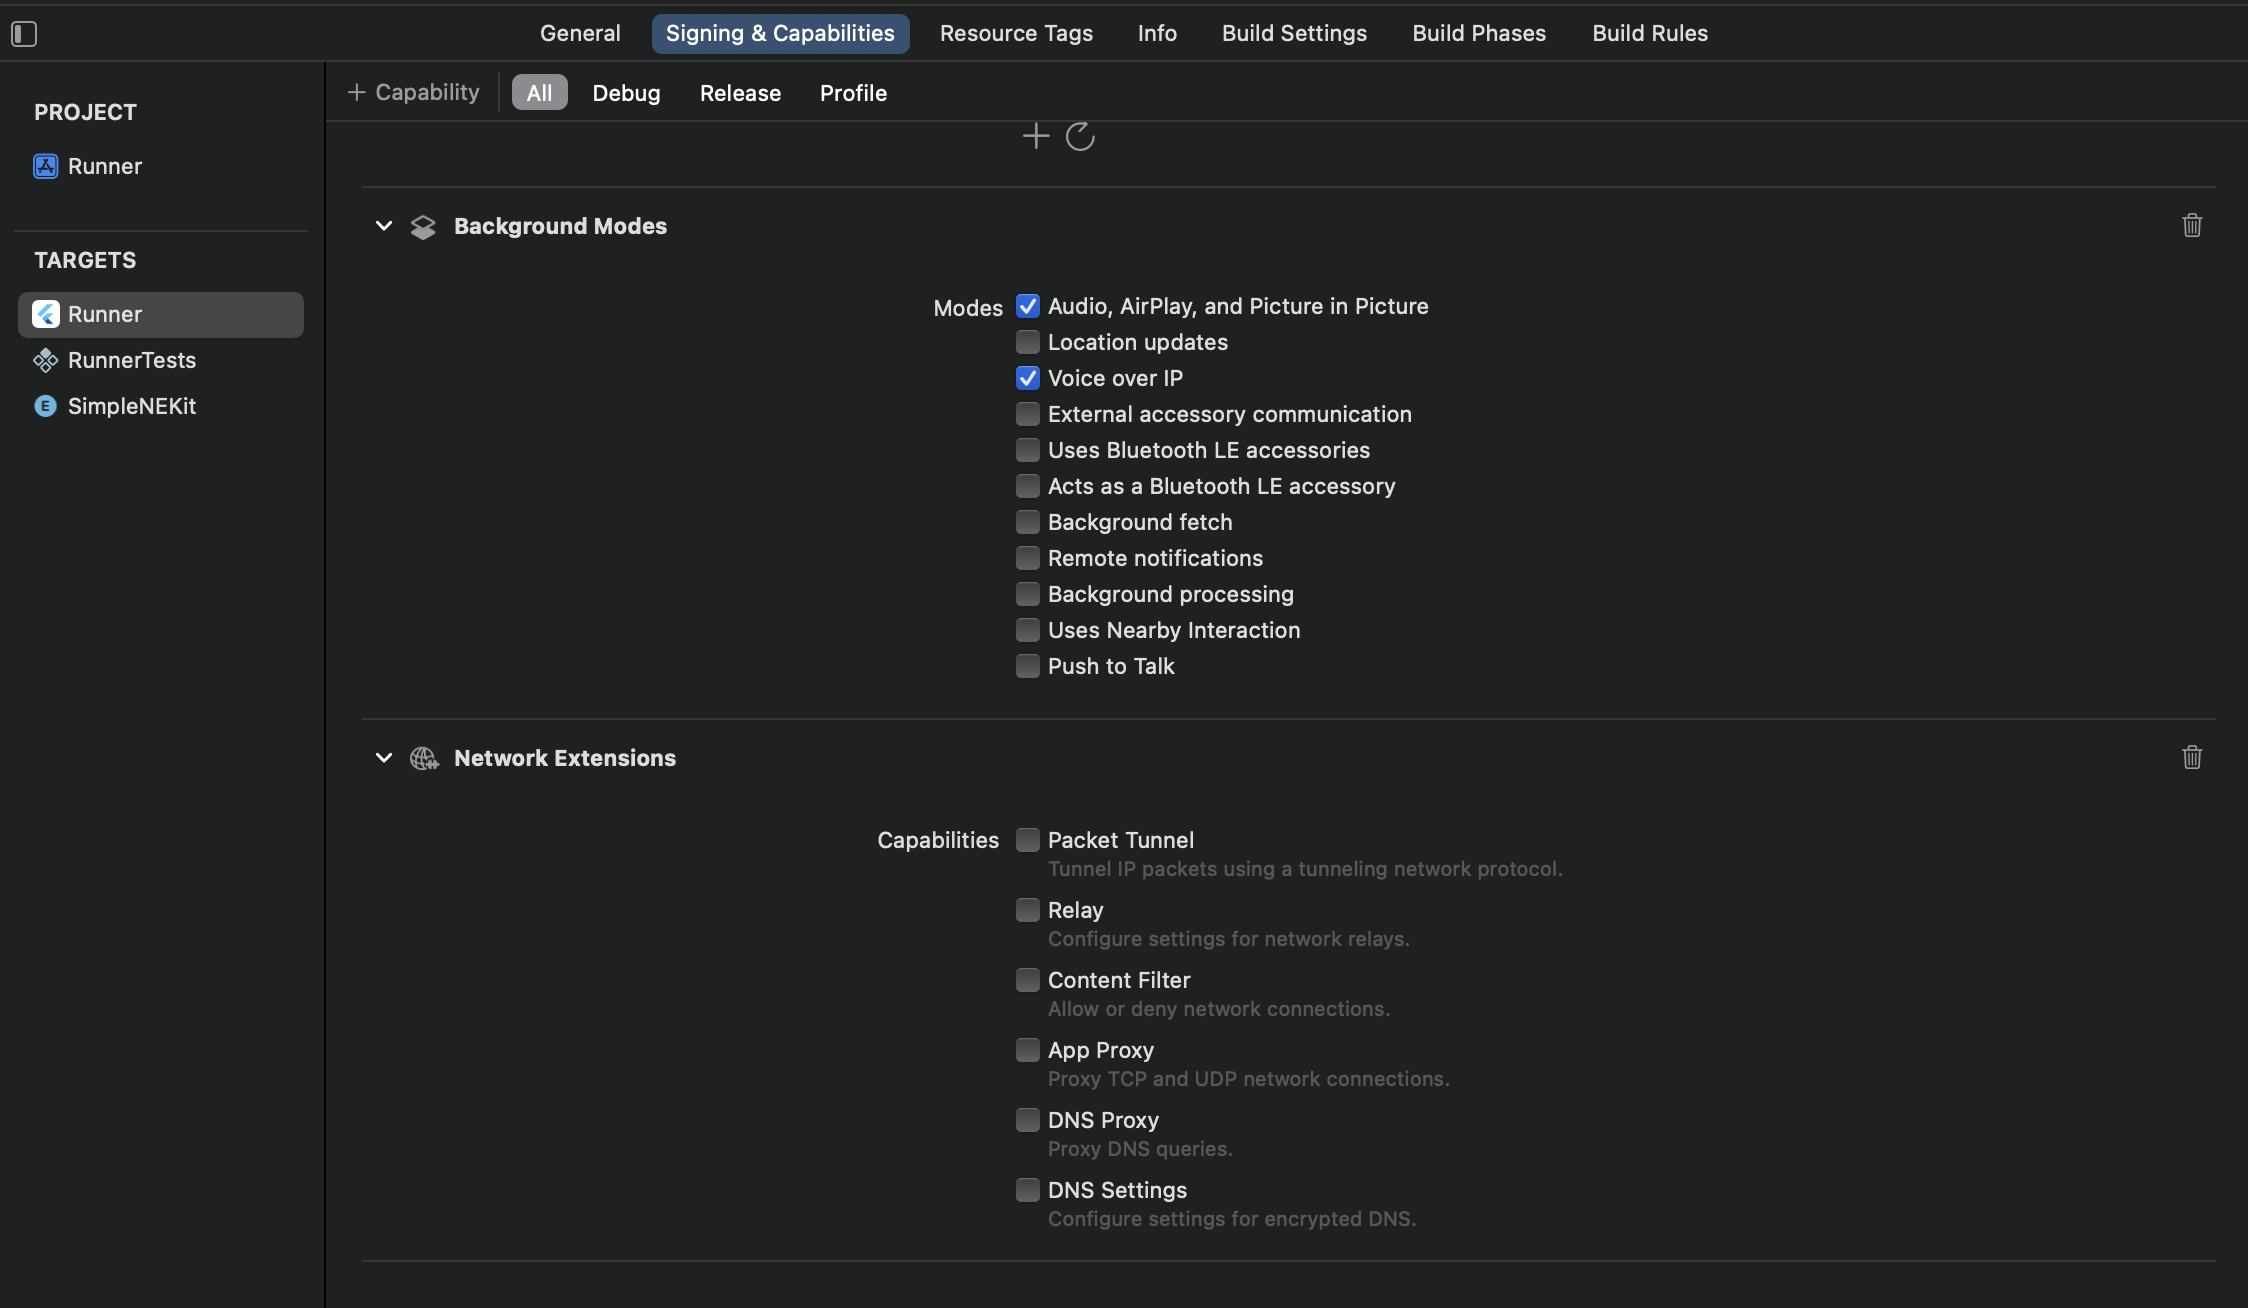 General
Signing & Capabilities
Resource Tags
Info
Build Settings
Build Phases
Build Rules
PROJECT
Runner
TARGETS
Runner
RunnerTests
E SimpleNEKit
+ Capability
All
Debug
Release
Profile
Background Modes
Modes
Audio, AirPlay, and Picture in Picture
Location updates
Voice over IP
External accessory communication
Uses Bluetooth LE accessories
Acts as a Bluetooth LE accessory
Background fetch
Remote notifications
Background processing
Uses Nearby Interaction
Push to Talk
Network Extensions
Capabilities
Packet Tunnel
Tunnel IP packets using a tunneling network protocol.
Relay
Configure settings for network relays.
Content Filter
Allow or deny network connections.
App Proxy
Proxy TCP and UDP network connections.
DNS Proxy
Proxy DNS queries.
DNS Settings
Configure settings for encrypted DNS.